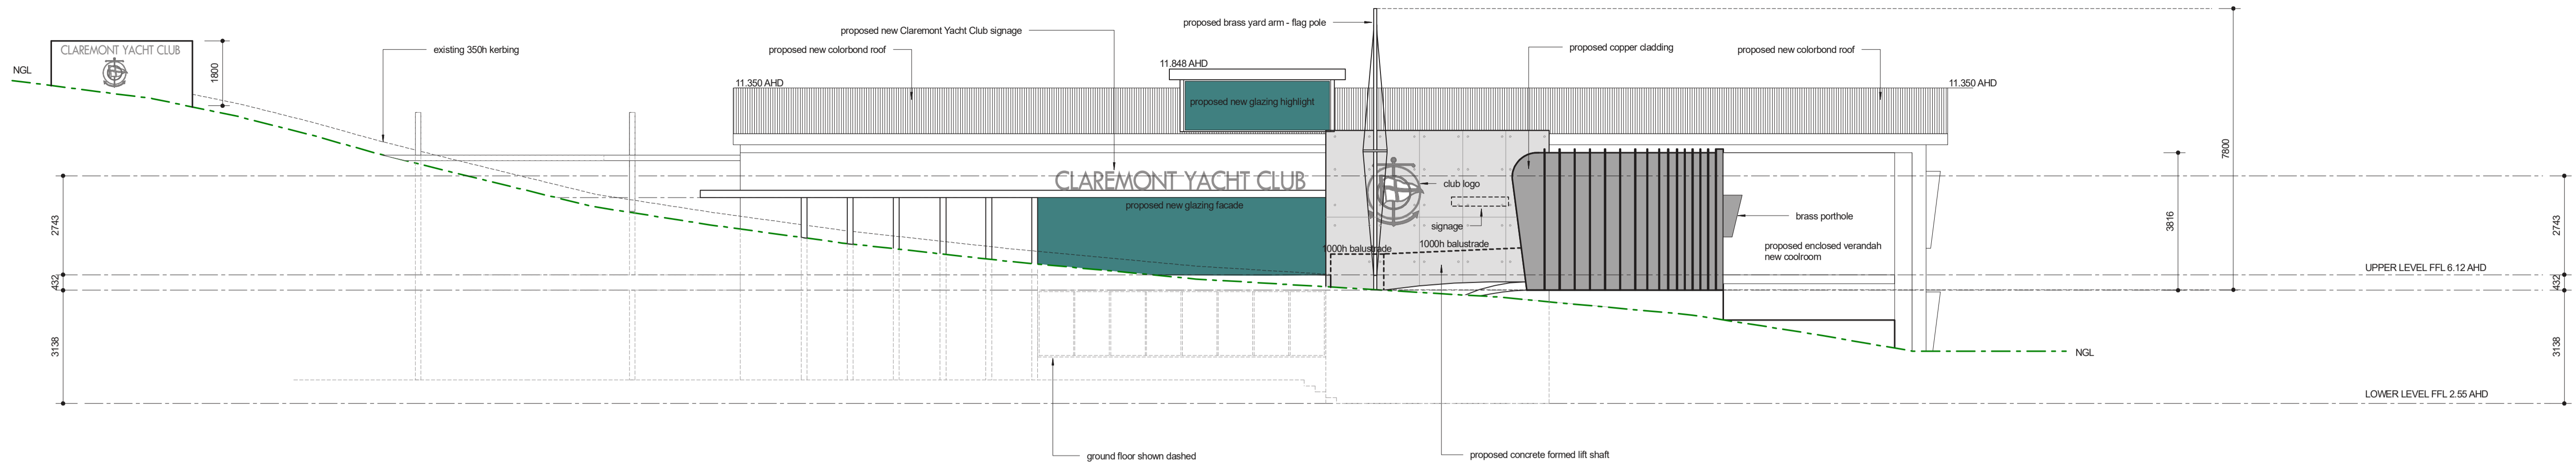 proposed brass yard arm - flag pole
proposed new Claremont Yacht Club signage
CLAREMONT YACHT CLUB
existing 350h kerbing
proposed new colorbond roof
proposed copper cladding
proposed new colorbond roof
NGL
1800
11.848 AHD
11.350 AHD
11.350 AHD
proposed new glazing highlight
7800
CLAREMONT YACHT CLUB
club logo
proposed new glazing facade
signage
brass porthole
2743
3816
2743
1000h balustrade
1000h balustrade
proposed enclosed verandah
new coolroom
UPPER LEVEL FFL 6.12 AHD
432
432
3138
3138
NGL
LOWER LEVEL FFL 2.55 AHD
ground floor shown dashed
proposed concrete formed lift shaft